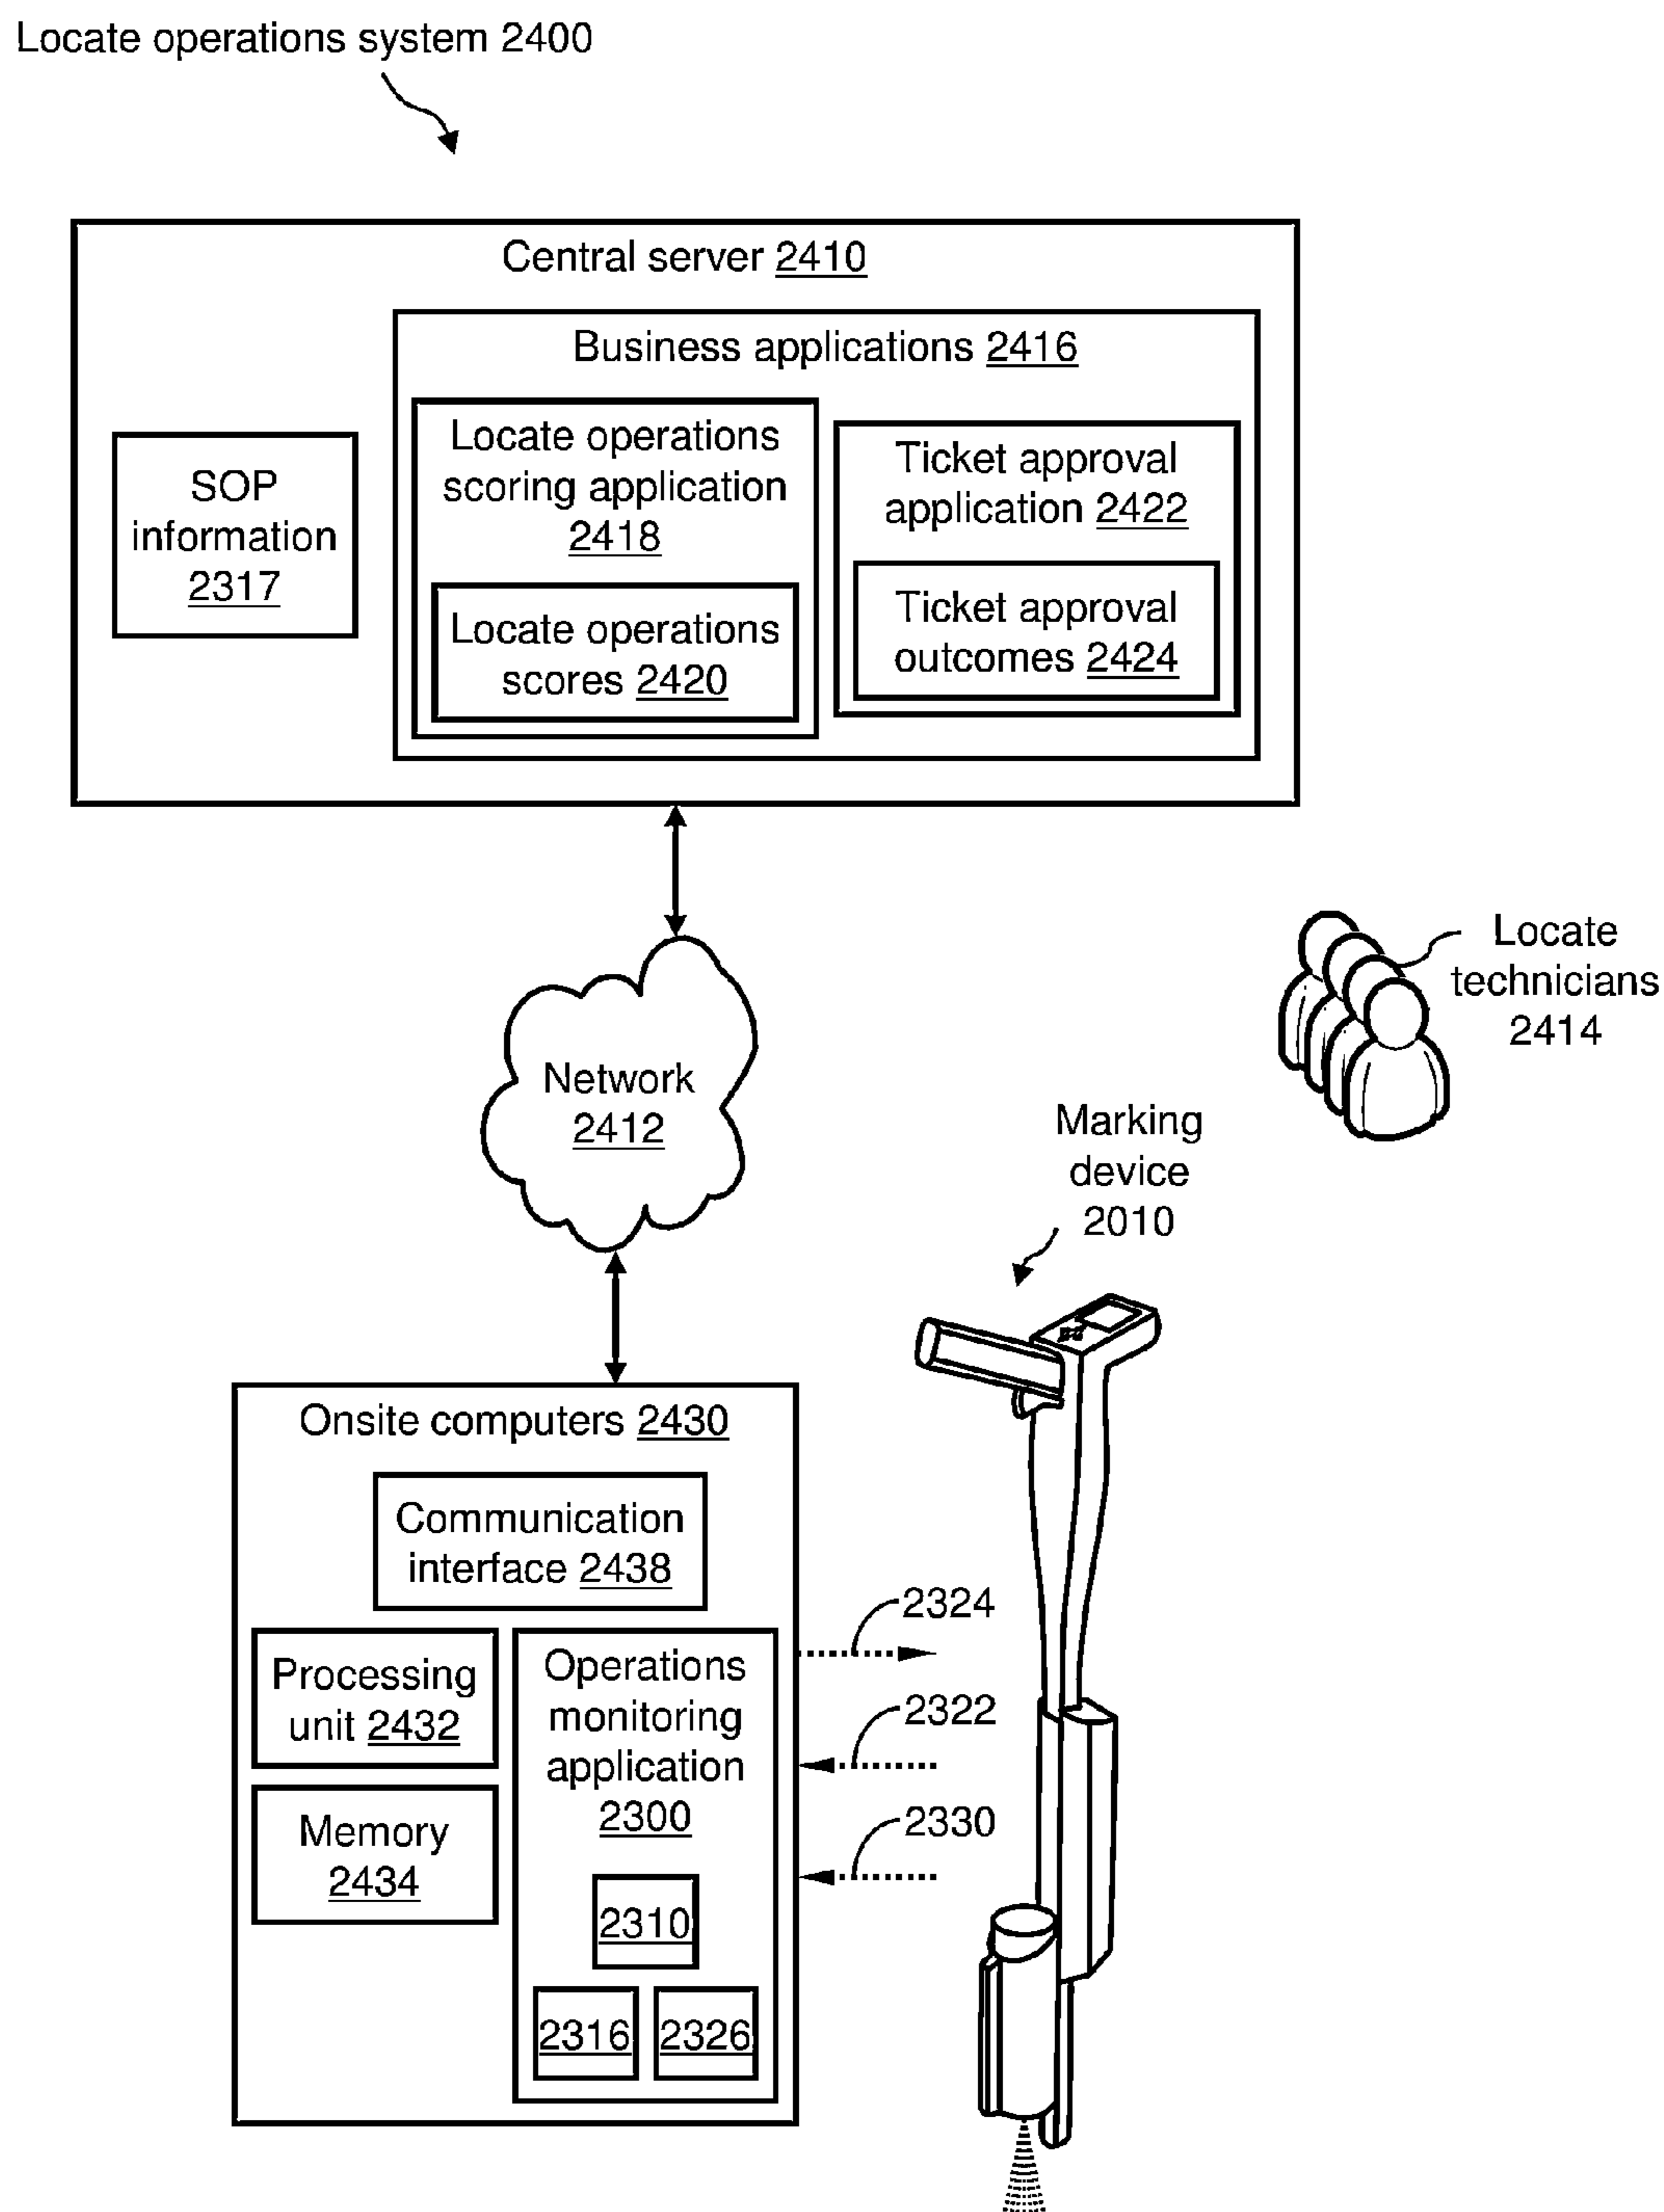 Locate operations system 2400
Central server 2410
Business applications 2416
SOP
information
2317
Locate operations
scoring application
2418
Locate operations
scores 2420
Ticket approval
application 2422
Ticket approval
outcomes 2424
Network
2412
Locate
technicians
2414
Marking
device
2010
Onsite computers 2430
Communication
interface 2438
Processing
unit 2432
Memory
2434
Operations
monitoring
application
2300
2310
2316
2326
2324
2322
2330